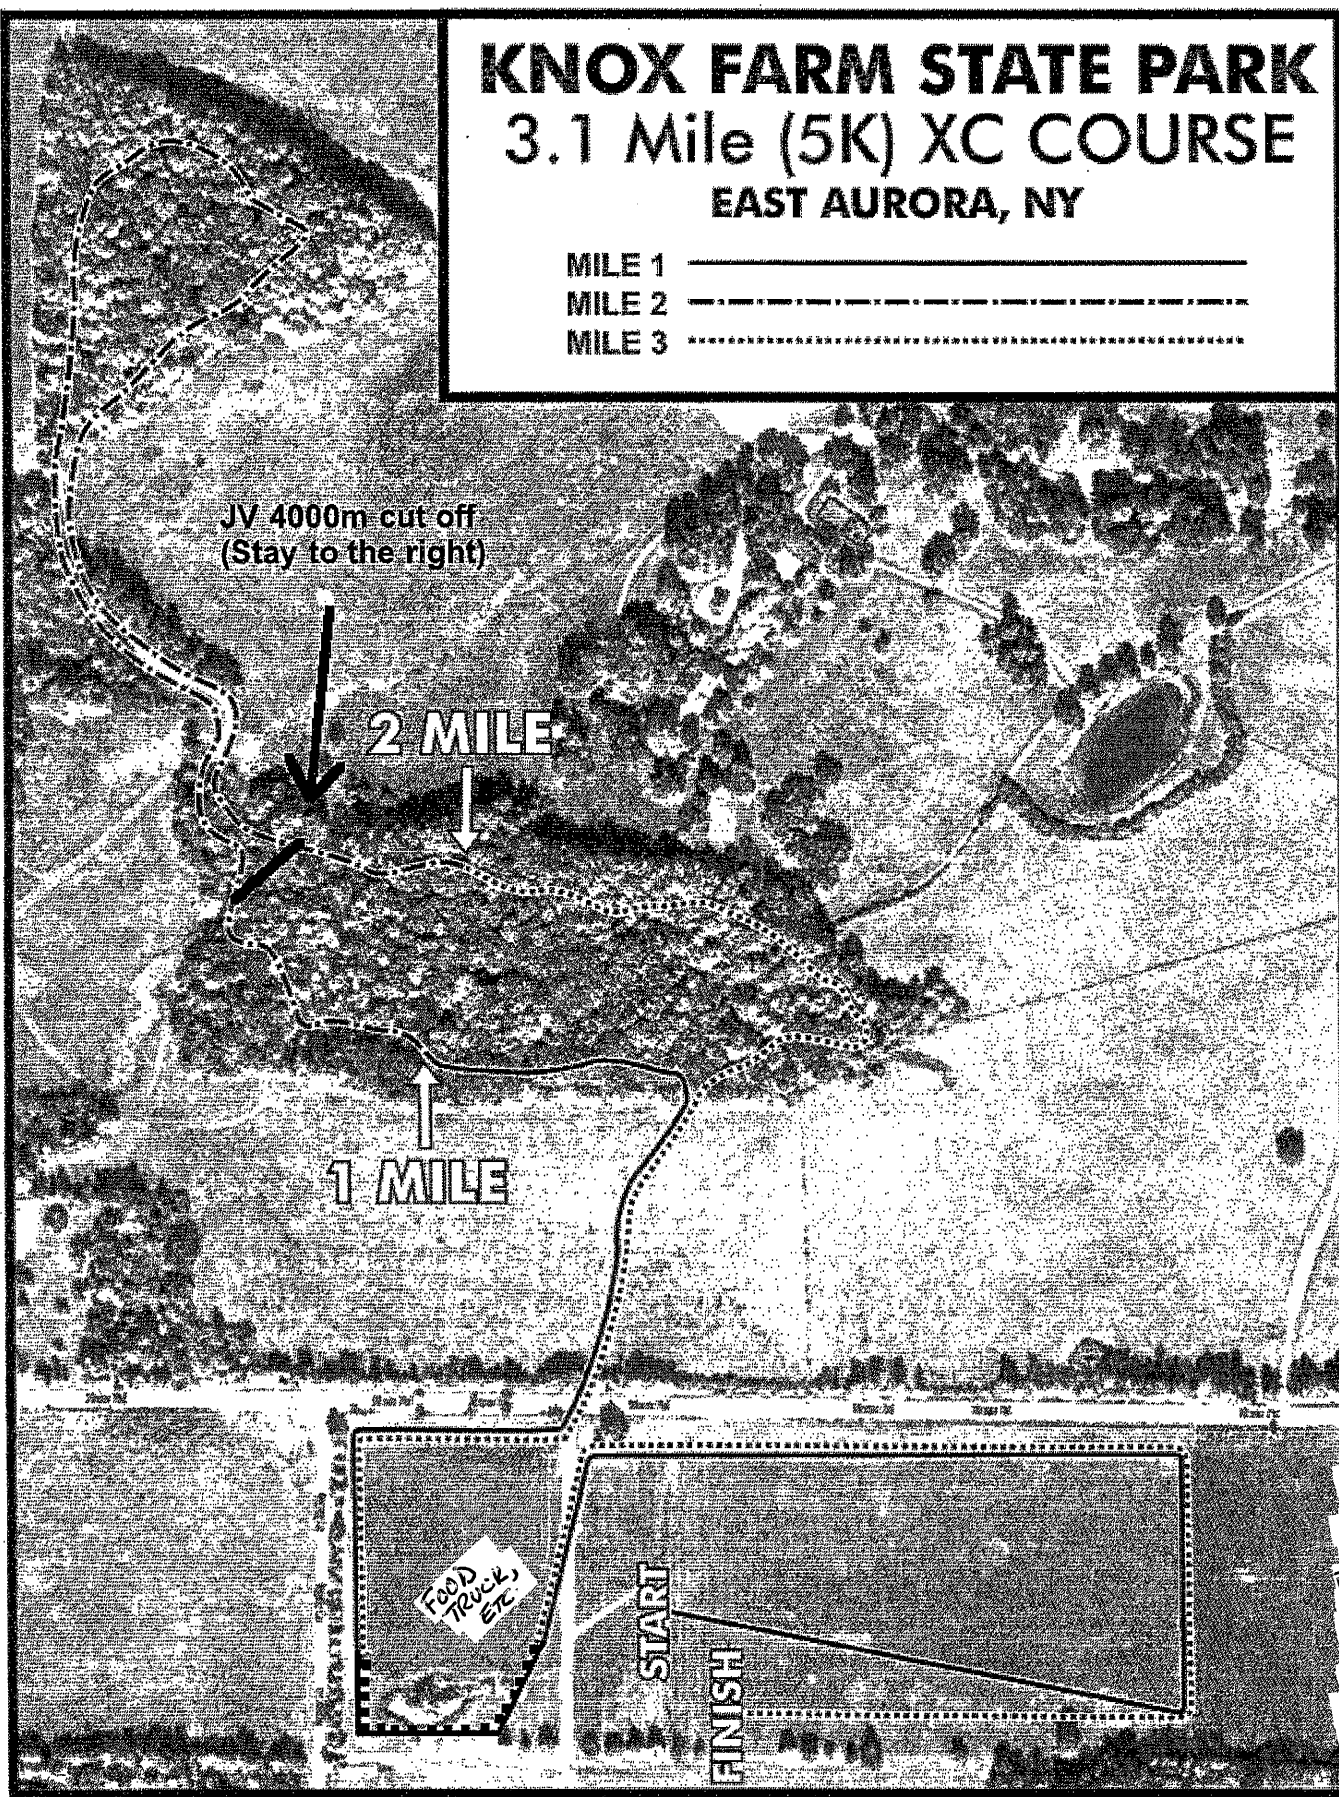 KNOX FARM STATE PARK
3.1 Mile (5K) XC COURSE
EAST AURORA, NY
MILE 1
MILE 2
MILE 3
JV 4000m cut off
(Stay to the right)
2 MILE
1 MILE
FOOD
TRUCK,
ETC
START
FINISH